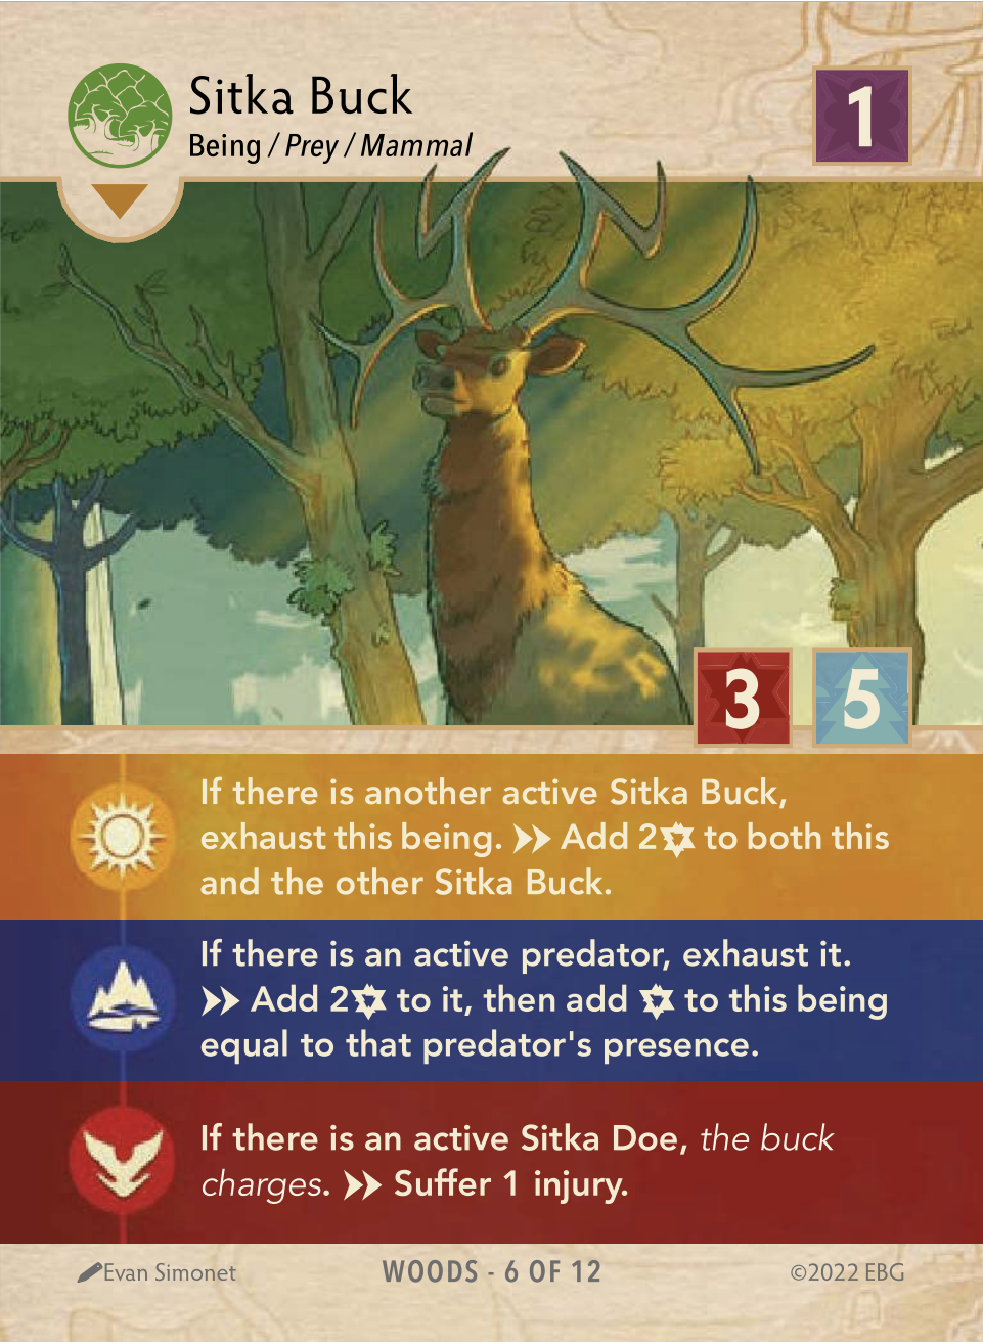 Sitka Buck
Being / Prey / Mammal
1
3
5
If there is another active Sitka Buck,
exhaust this being. Add 2 to both this
and the other Sitka Buck.
If there is an active predator, exhaust it.
Add 2 to it, then add to this being
equal to that predator's presence.
If there is an active Sitka Doe, the buck
charges. Suffer 1 injury.
Evan Simonet
WOODS - 6 OF 12
©2022 EBG